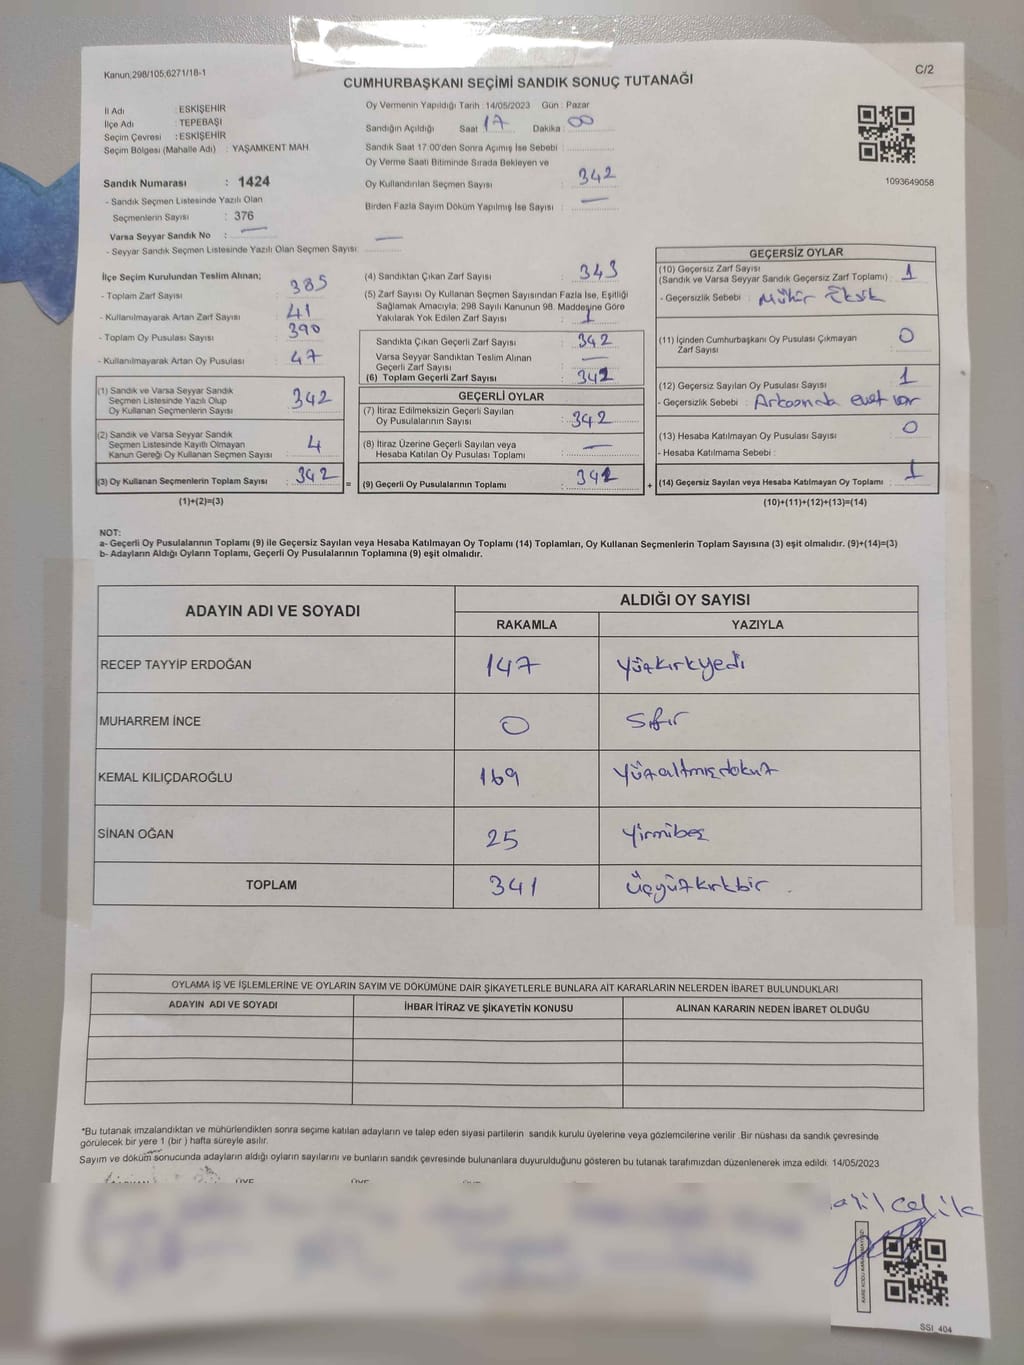 Kanun;298/105;6271/18-1
C/2
CUMHURBAŞKANI SEÇİMİ SANDIK SONUÇ TUTANAĞI
İl Adı : ESKİŞEHİR
İlçe Adı : TEPEBAŞI
Seçim Çevresi : ESKİŞEHİR
Seçim Bölgesi (Mahalle Adı) : YAŞAMKENT MAH
Sandık Numarası : 1424
- Sandık Seçmen Listesinde Yazılı Olan
Seçmenlerin Sayısı : 376
Varsa Seyyar Sandık No : —
- Seyyar Sandık Seçmen Listesinde Yazılı Olan Seçmen Sayısı: —
Oy Vermenin Yapıldığı Tarih :14/05/2023 Gün : Pazar
Sandığın Açıldığı Saat : 17 Dakika : 00
Sandık Saat 17:00'den Sonra Açımış İse Sebebi :
Oy Verme Saati Bitiminde Sırada Bekleyen ve
Oy Kullandırılan Seçmen Sayısı : 342
Birden Fazla Sayım Döküm Yapılmış İse Sayısı : —
1093649058
İlçe Seçim Kurulundan Teslim Alınan;
- Toplam Zarf Sayısı : 385
- Kullanılmayarak Artan Zarf Sayısı : 41
- Toplam Oy Pusulası Sayısı : 390
- Kullanılmayarak Artan Oy Pusulası : 47
(1) Sandık ve Varsa Seyyar Sandık
Seçmen Listesinde Yazılı Olup
Oy Kullanan Seçmenlerin Sayısı : 342
(2) Sandık ve Varsa Seyyar Sandık
Seçmen Listesinde Kayıtlı Olmayan
Kanun Gereği Oy Kullanan Seçmen Sayısı : 4
(3) Oy Kullanan Seçmenlerin Toplam Sayısı : 342
(1)+(2)=(3)
=
(4) Sandıktan Çıkan Zarf Sayısı : 343
(5) Zarf Sayısı Oy Kullanan Seçmen Sayısından Fazla İse, Eşitliği
Sağlamak Amacıyla; 298 Sayılı Kanunun 98. Maddesine Göre
Yakılarak Yok Edilen Zarf Sayısı : 1
Sandıkta Çıkan Geçerli Zarf Sayısı : 342
Varsa Seyyar Sandıktan Teslim Alınan
Geçerli Zarf Sayısı : —
(6) Toplam Geçerli Zarf Sayısı : 342
GEÇERLİ OYLAR
(7) İtiraz Edilmeksizin Geçerli Sayılan
Oy Pusulalarının Sayısı : 342
(8) İtiraz Üzerine Geçerli Sayılan veya
Hesaba Katılan Oy Pusulası Toplamı : —
(9) Geçerli Oy Pusulalarının Toplamı : 341
+
GEÇERSİZ OYLAR
(10) Geçersiz Zarf Sayısı
(Sandık ve Varsa Seyyar Sandık Geçersiz Zarf Toplamı) : 1
- Geçersizlik Sebebi : Mühür Eksik
(11) İçinden Cumhurbaşkanı Oy Pusulası Çıkmayan
Zarf Sayısı : 0
(12) Geçersiz Sayılan Oy Pusulası Sayısı : 1
- Geçersizlik Sebebi : Arkasında evet var
(13) Hesaba Katılmayan Oy Pusulası Sayısı : 0
- Hesaba Katılmama Sebebi :
(14) Geçersiz Sayılan veya Hesaba Katılmayan Oy Toplamı : 1
(10)+(11)+(12)+(13)=(14)
NOT:
a- Geçerli Oy Pusulalarının Toplamı (9) ile Geçersiz Sayılan veya Hesaba Katılmayan Oy Toplamı (14) Toplamları, Oy Kullanan Seçmenlerin Toplam Sayısına (3) eşit olmalıdır. (9)+(14)=(3)
b- Adayların Aldığı Oyların Toplamı, Geçerli Oy Pusulalarının Toplamına (9) eşit olmalıdır.
ADAYIN ADI VE SOYADI ALDIĞI OY SAYISI
RAKAMLA YAZIYLA
RECEP TAYYİP ERDOĞAN 147 yüzkırkyedi
MUHARREM İNCE 0 Sıfır
KEMAL KILIÇDAROĞLU 169 yüzaltmışdokuz
SİNAN OĞAN 25 Yirmibeş
TOPLAM 341 üçyüzkırkbir
OYLAMA İŞ VE İŞLEMLERİNE VE OYLARIN SAYIM VE DÖKÜMÜNE DAİR ŞİKAYETLERLE BUNLARA AİT KARARLARIN NELERDEN İBARET BULUNDUKLARI
ADAYIN ADI VE SOYADI İHBAR İTİRAZ VE ŞİKAYETİN KONUSU ALINAN KARARIN NEDEN İBARET OLDUĞU
*Bu tutanak imzalandıktan ve mühürlendikten sonra seçime katılan adayların ve talep eden siyasi partilerin sandık kurulu üyelerine veya gözlemcilerine verilir .Bir nüshası da sandık çevresinde
görülecek bir yere 1 (bir ) hafta süreyle asılır.
Sayım ve döküm sonucunda adayların aldığı oyların sayılarını ve bunların sandık çevresinde bulunanlara duyurulduğunu gösteren bu tutanak tarafımızdan düzenlenerek imza edildi. 14/05/2023
SSI_404